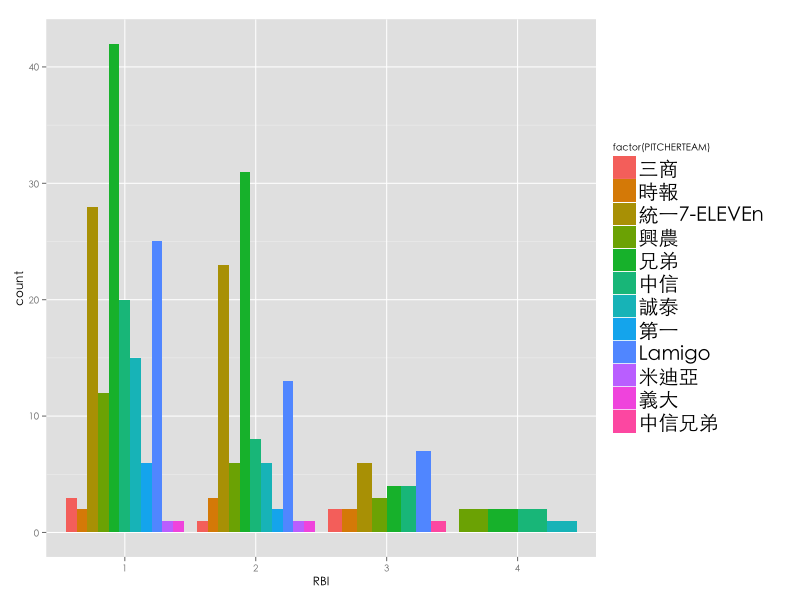 40
30
20
10
0
count
1 2 3 4
RBI
factor(PITCHERTEAM)
三商
時報
統一7-ELEVEn
興農
兄弟
中信
誠泰
第一
Lamigo
米迪亞
義大
中信兄弟